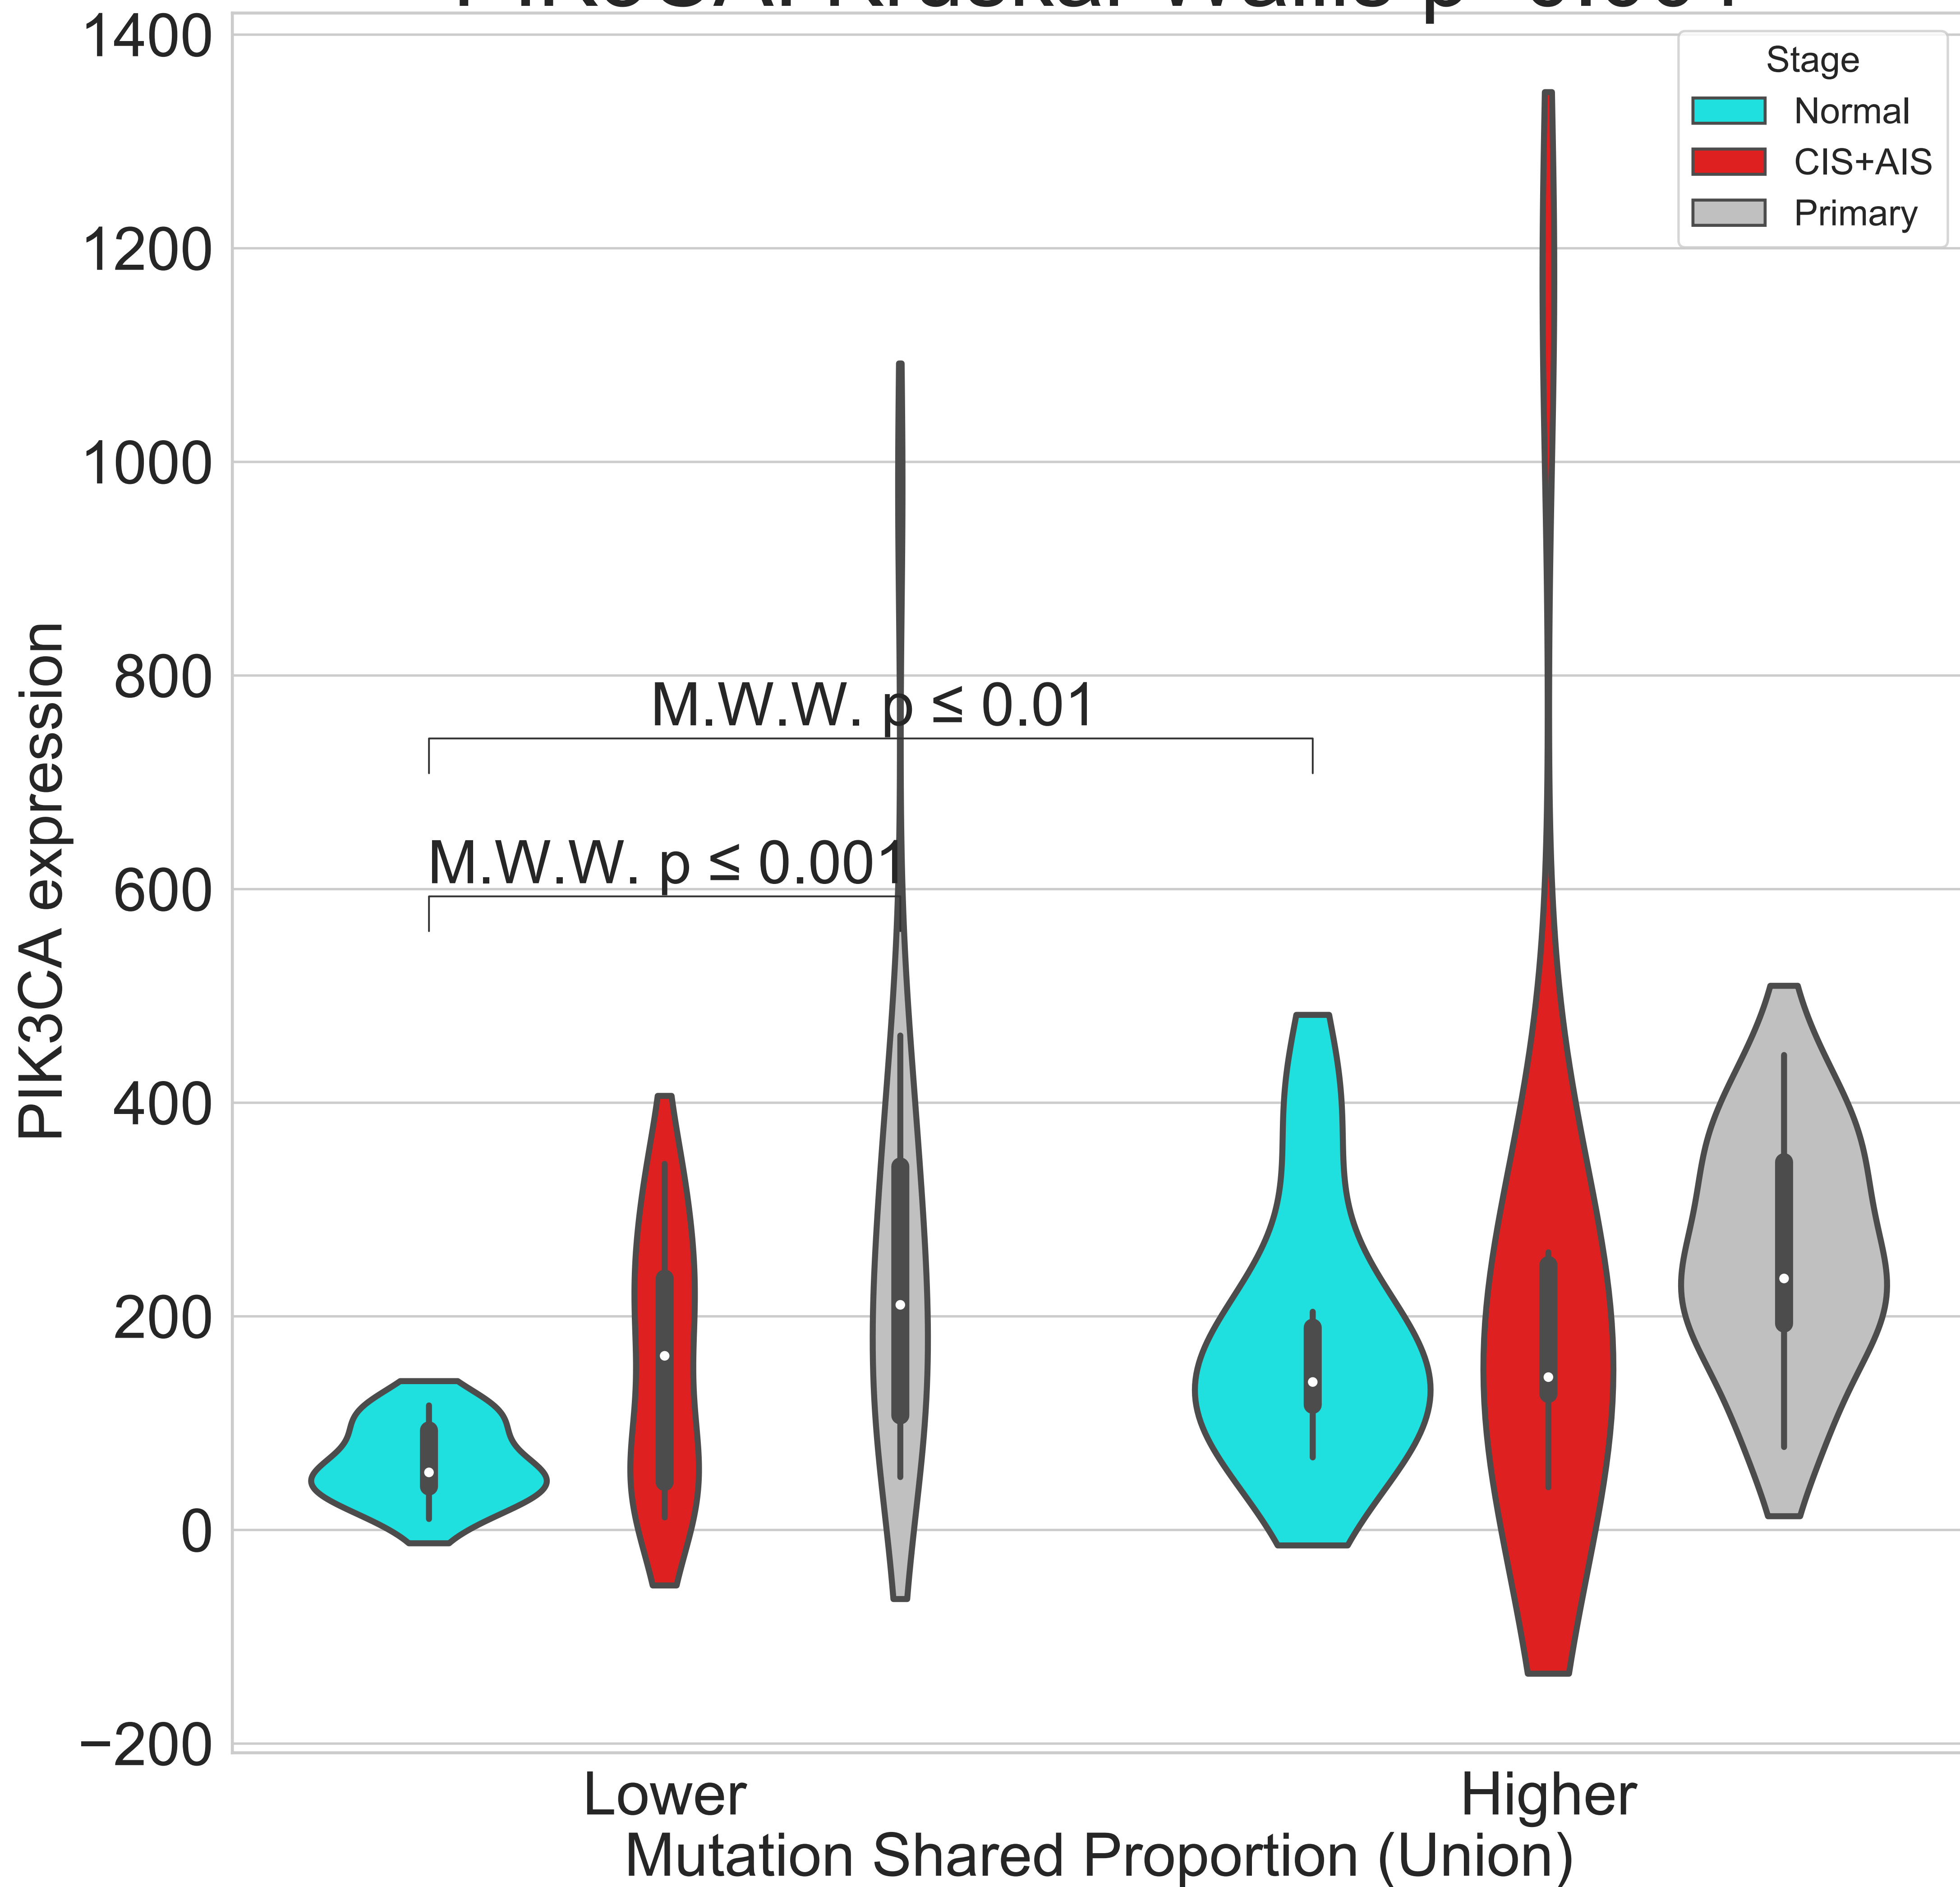 1400
1200
1000
800
600
400
200
0
−200
PIK3CA expression
Stage
Normal
CIS+AIS
Primary
M.W.W. p ≤ 0.01
M.W.W. p ≤ 0.001
Lower
Higher
Mutation Shared Proportion (Union)